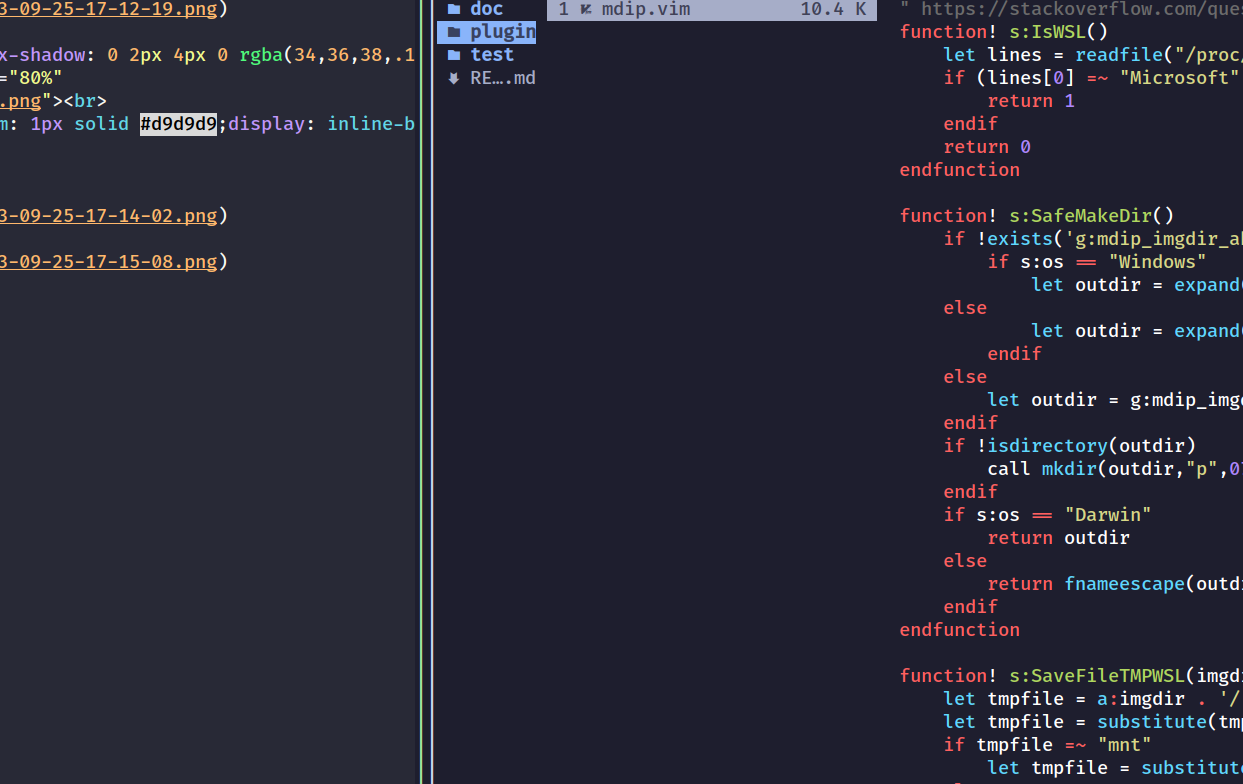 3-09-25-17-12-19.png)
x-shadow: 0 2px 4px 0 rgba(34,36,38,.1
="80%"
.png"><br>
m: 1px solid #d9d9d9;display: inline-b
3-09-25-17-14-02.png)
3-09-25-17-15-08.png)
doc
plugin
test
RE….md
1 mdip.vim 10.4 K
" https://stackoverflow.com/ques
function! s:IsWSL()
let lines = readfile("/proc/
if (lines[0] =~ "Microsoft"
return 1
endif
return 0
endfunction
function! s:SafeMakeDir()
if !exists('g:mdip_imgdir_ab
if s:os == "Windows"
let outdir = expand(
else
let outdir = expand(
endif
else
let outdir = g:mdip_imgd
endif
if !isdirectory(outdir)
call mkdir(outdir,"p",07
endif
if s:os == "Darwin"
return outdir
else
return fnameescape(outdi
endif
endfunction
function! s:SaveFileTMPWSL(imgdi
let tmpfile = a:imgdir . '/'
let tmpfile = substitute(tmp
if tmpfile =~ "mnt"
let tmpfile = substitute